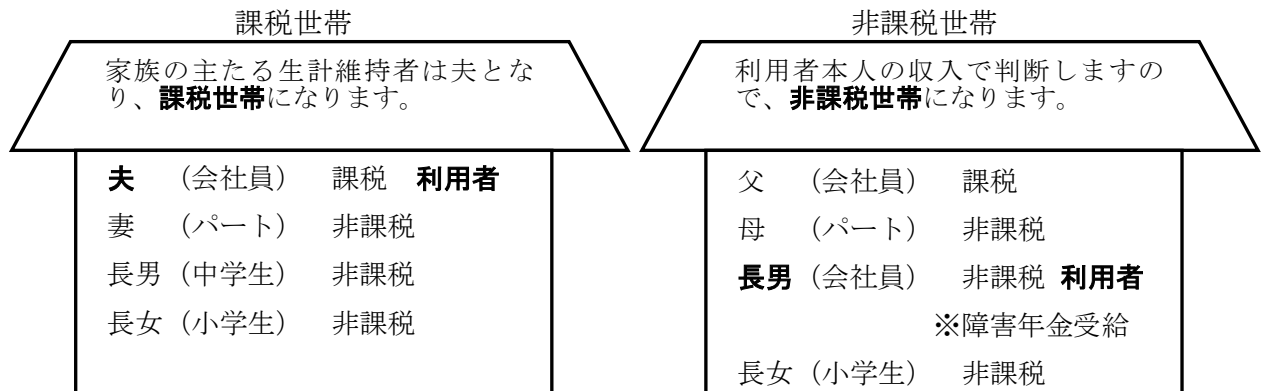 課税世帯
家族の主たる生計維持者は夫とな
り、課税世帯になります。
夫 (会社員) 課税 利用者
妻 (パート) 非課税
長男 (中学生) 非課税
長女 (小学生) 非課税
非課税世帯
利用者本人の収入で判断しますの
で、非課税世帯になります。
父 (会社員) 課税
母 (パート) 非課税
長男 (会社員) 非課税 利用者
※障害年金受給
長女 (小学生) 非課税